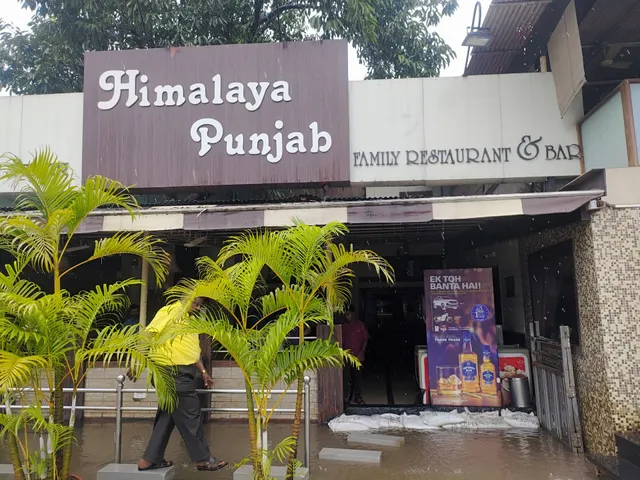 Himalaya
Punjab
FAMILY RESTAURANT & BAR
EK TOH
BANTA HAI!